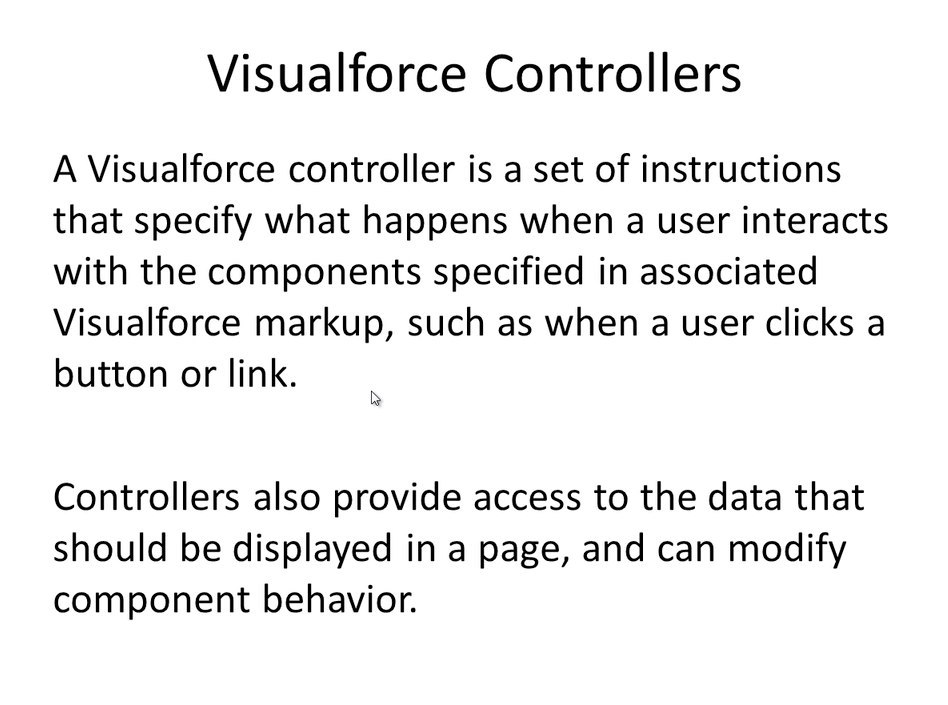 Visualforce Controllers
A Visualforce controller is a set of instructions
that specify what happens when a user interacts
with the components specified in associated
Visualforce markup, such as when a user clicks a
button or link.
Controllers also provide access to the data that
should be displayed in a page, and can modify
component behavior.